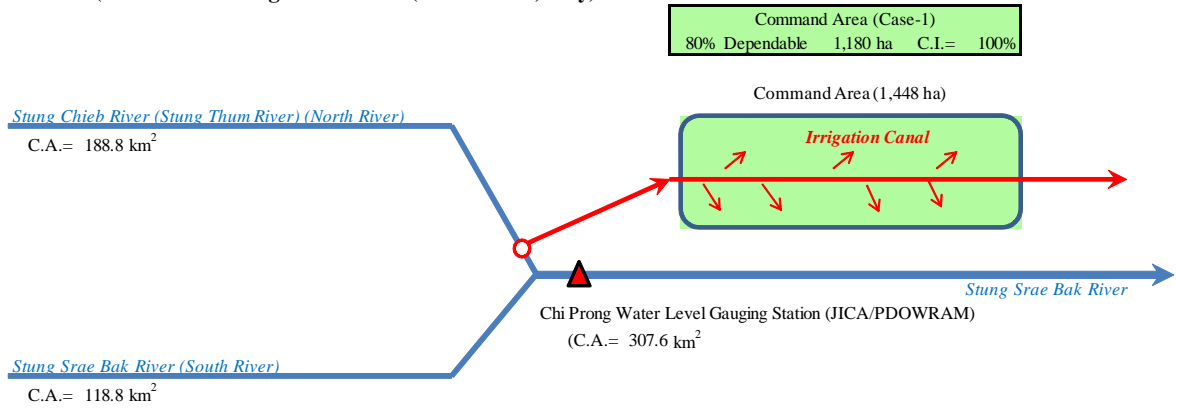 Command Area (Case-1)
80% Dependable 1,180 ha C.I.= 100%
Command Area (1,448 ha)
Stung Chieb River (Stung Thum River) (North River)
C.A.= 188.8 km²
Irrigation Canal
Stung Srae Bak River
Chi Prong Water Level Gauging Station (JICA/PDOWRAM)
(C.A.= 307.6 km²
Stung Srae Bak River (South River)
C.A.= 118.8 km²